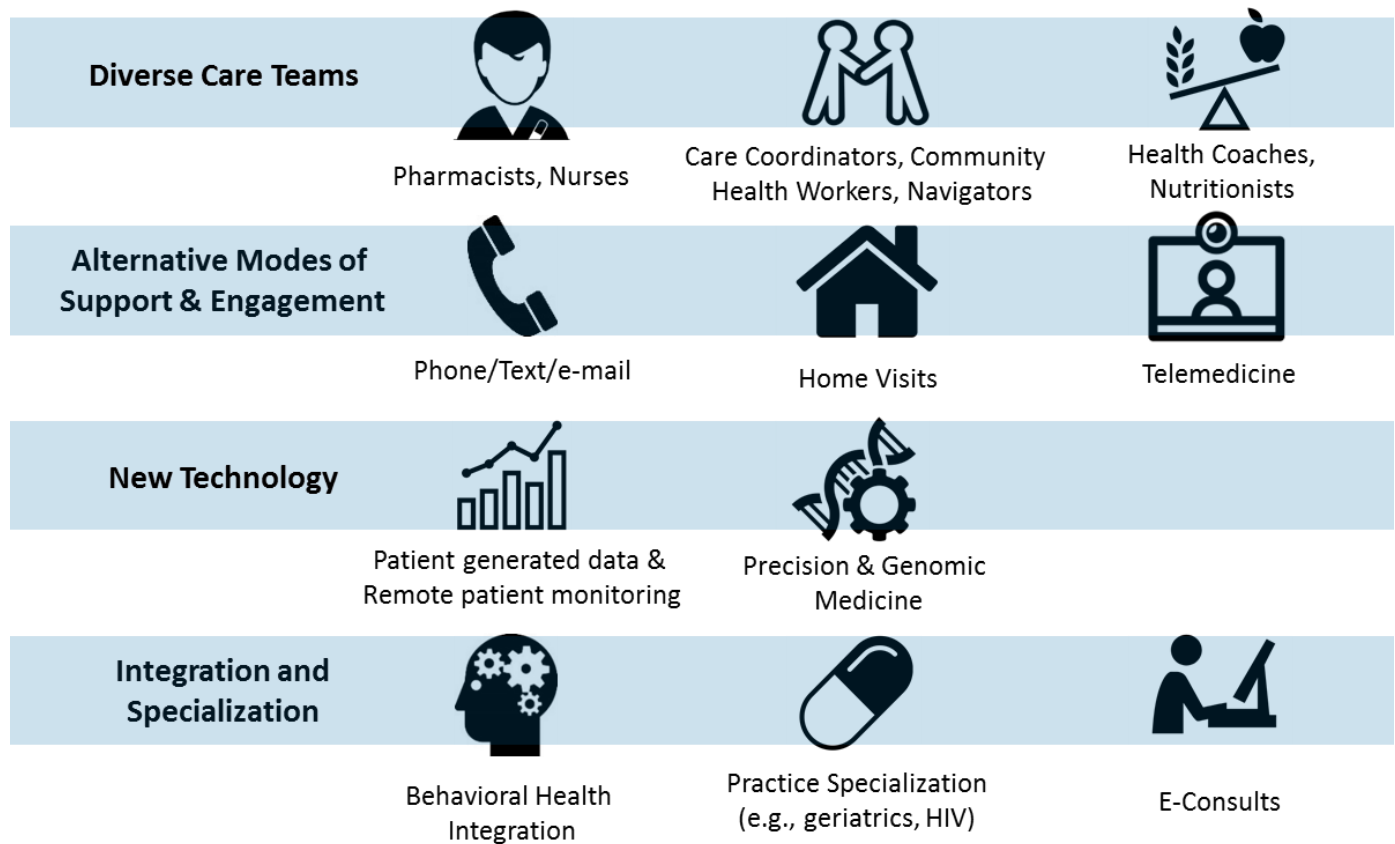 Diverse Care Teams
Pharmacists, Nurses
Care Coordinators, Community
Health Workers, Navigators
Health Coaches,
Nutritionists
Alternative Modes of
Support & Engagement
Phone/Text/e-mail
Home Visits
Telemedicine
New Technology
Patient generated data &
Remote patient monitoring
Precision & Genomic
Medicine
Integration and
Specialization
Behavioral Health
Integration
Practice Specialization
(e.g., geriatrics, HIV)
E-Consults